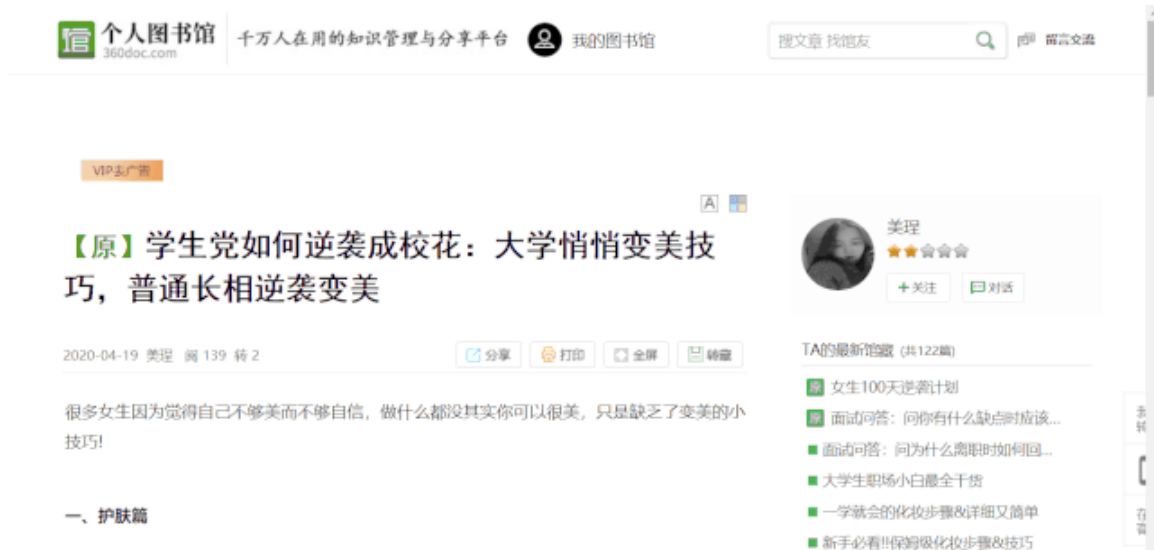 个人图书馆
360doc.com
千万人在用的知识管理与分享平台
我的图书馆
搜文章 找馆友
留言交流
VIP去广告
A
【原】学生党如何逆袭成校花：大学悄悄变美技
巧，普通长相逆袭变美
2020-04-19 美珵 阅 139 转 2
分享
打印
全屏
转藏
很多女生因为觉得自己不够美而不够自信，做什么都没其实你可以很美，只是缺乏了变美的小
技巧!
一、护肤篇
美珵
+关注
对话
TA的最新馆藏 (共122篇)
原 女生100天逆袭计划
原 面试问答：问你有什么缺点时应该...
面试问答：问为什么离职时如何回...
大学生职场小白最全干货
一学就会的化妆步骤&详细又简单
新手必看!!保姆级化妆步骤&技巧